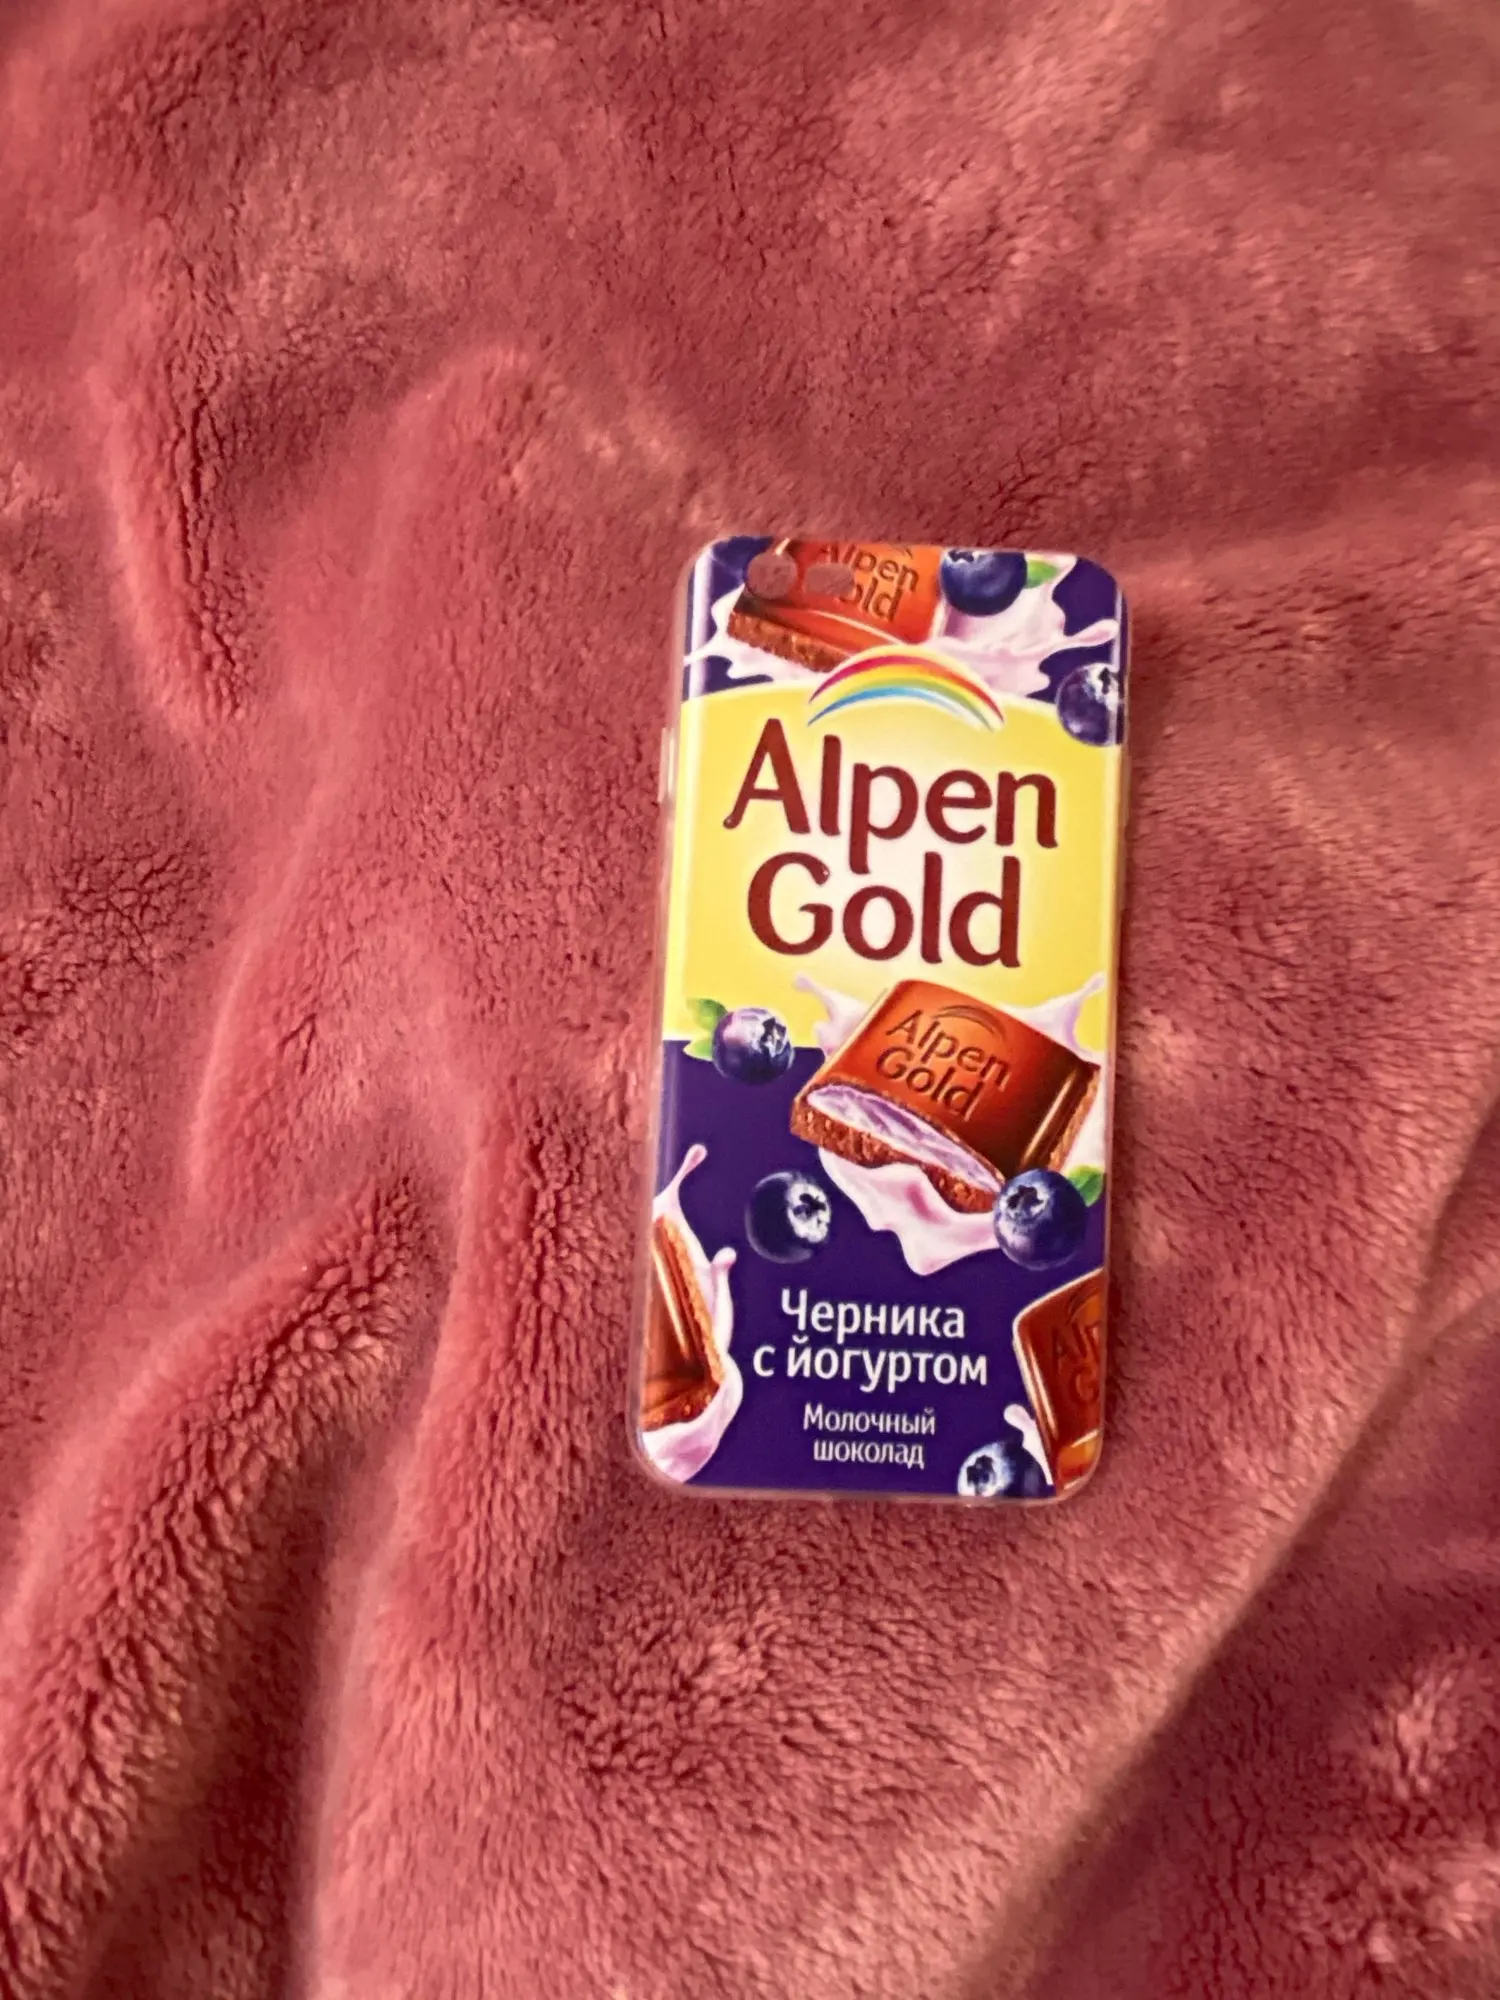 Alpen
Gold
Alpen
Gold
Alpen
Gold
Черника
с йогуртом
Молочный
шоколад